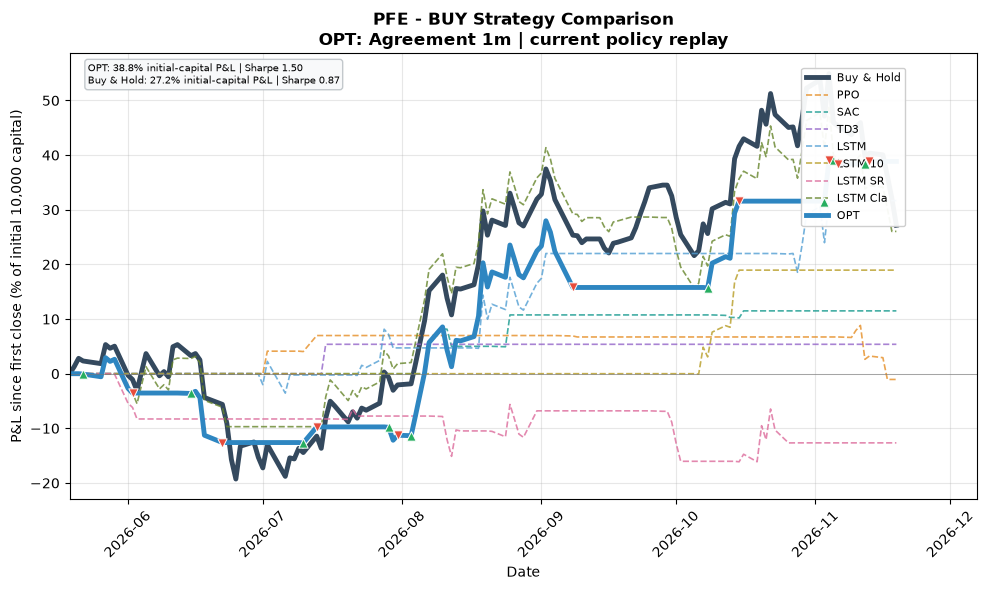 PFE - BUY Strategy Comparison
OPT: Agreement 1m | current policy replay
OPT: 38.8% initial-capital P&L | Sharpe 1.50
Buy & Hold: 27.2% initial-capital P&L | Sharpe 0.87
Buy & Hold
PPO
SAC
TD3
LSTM
LSTM 10
LSTM SR
LSTM Cla
OPT
P&L since first close (% of initial 10,000 capital)
50
40
30
20
10
0
−10
−20
2026-06
2026-07
2026-08
2026-09
2026-10
2026-11
2026-12
Date